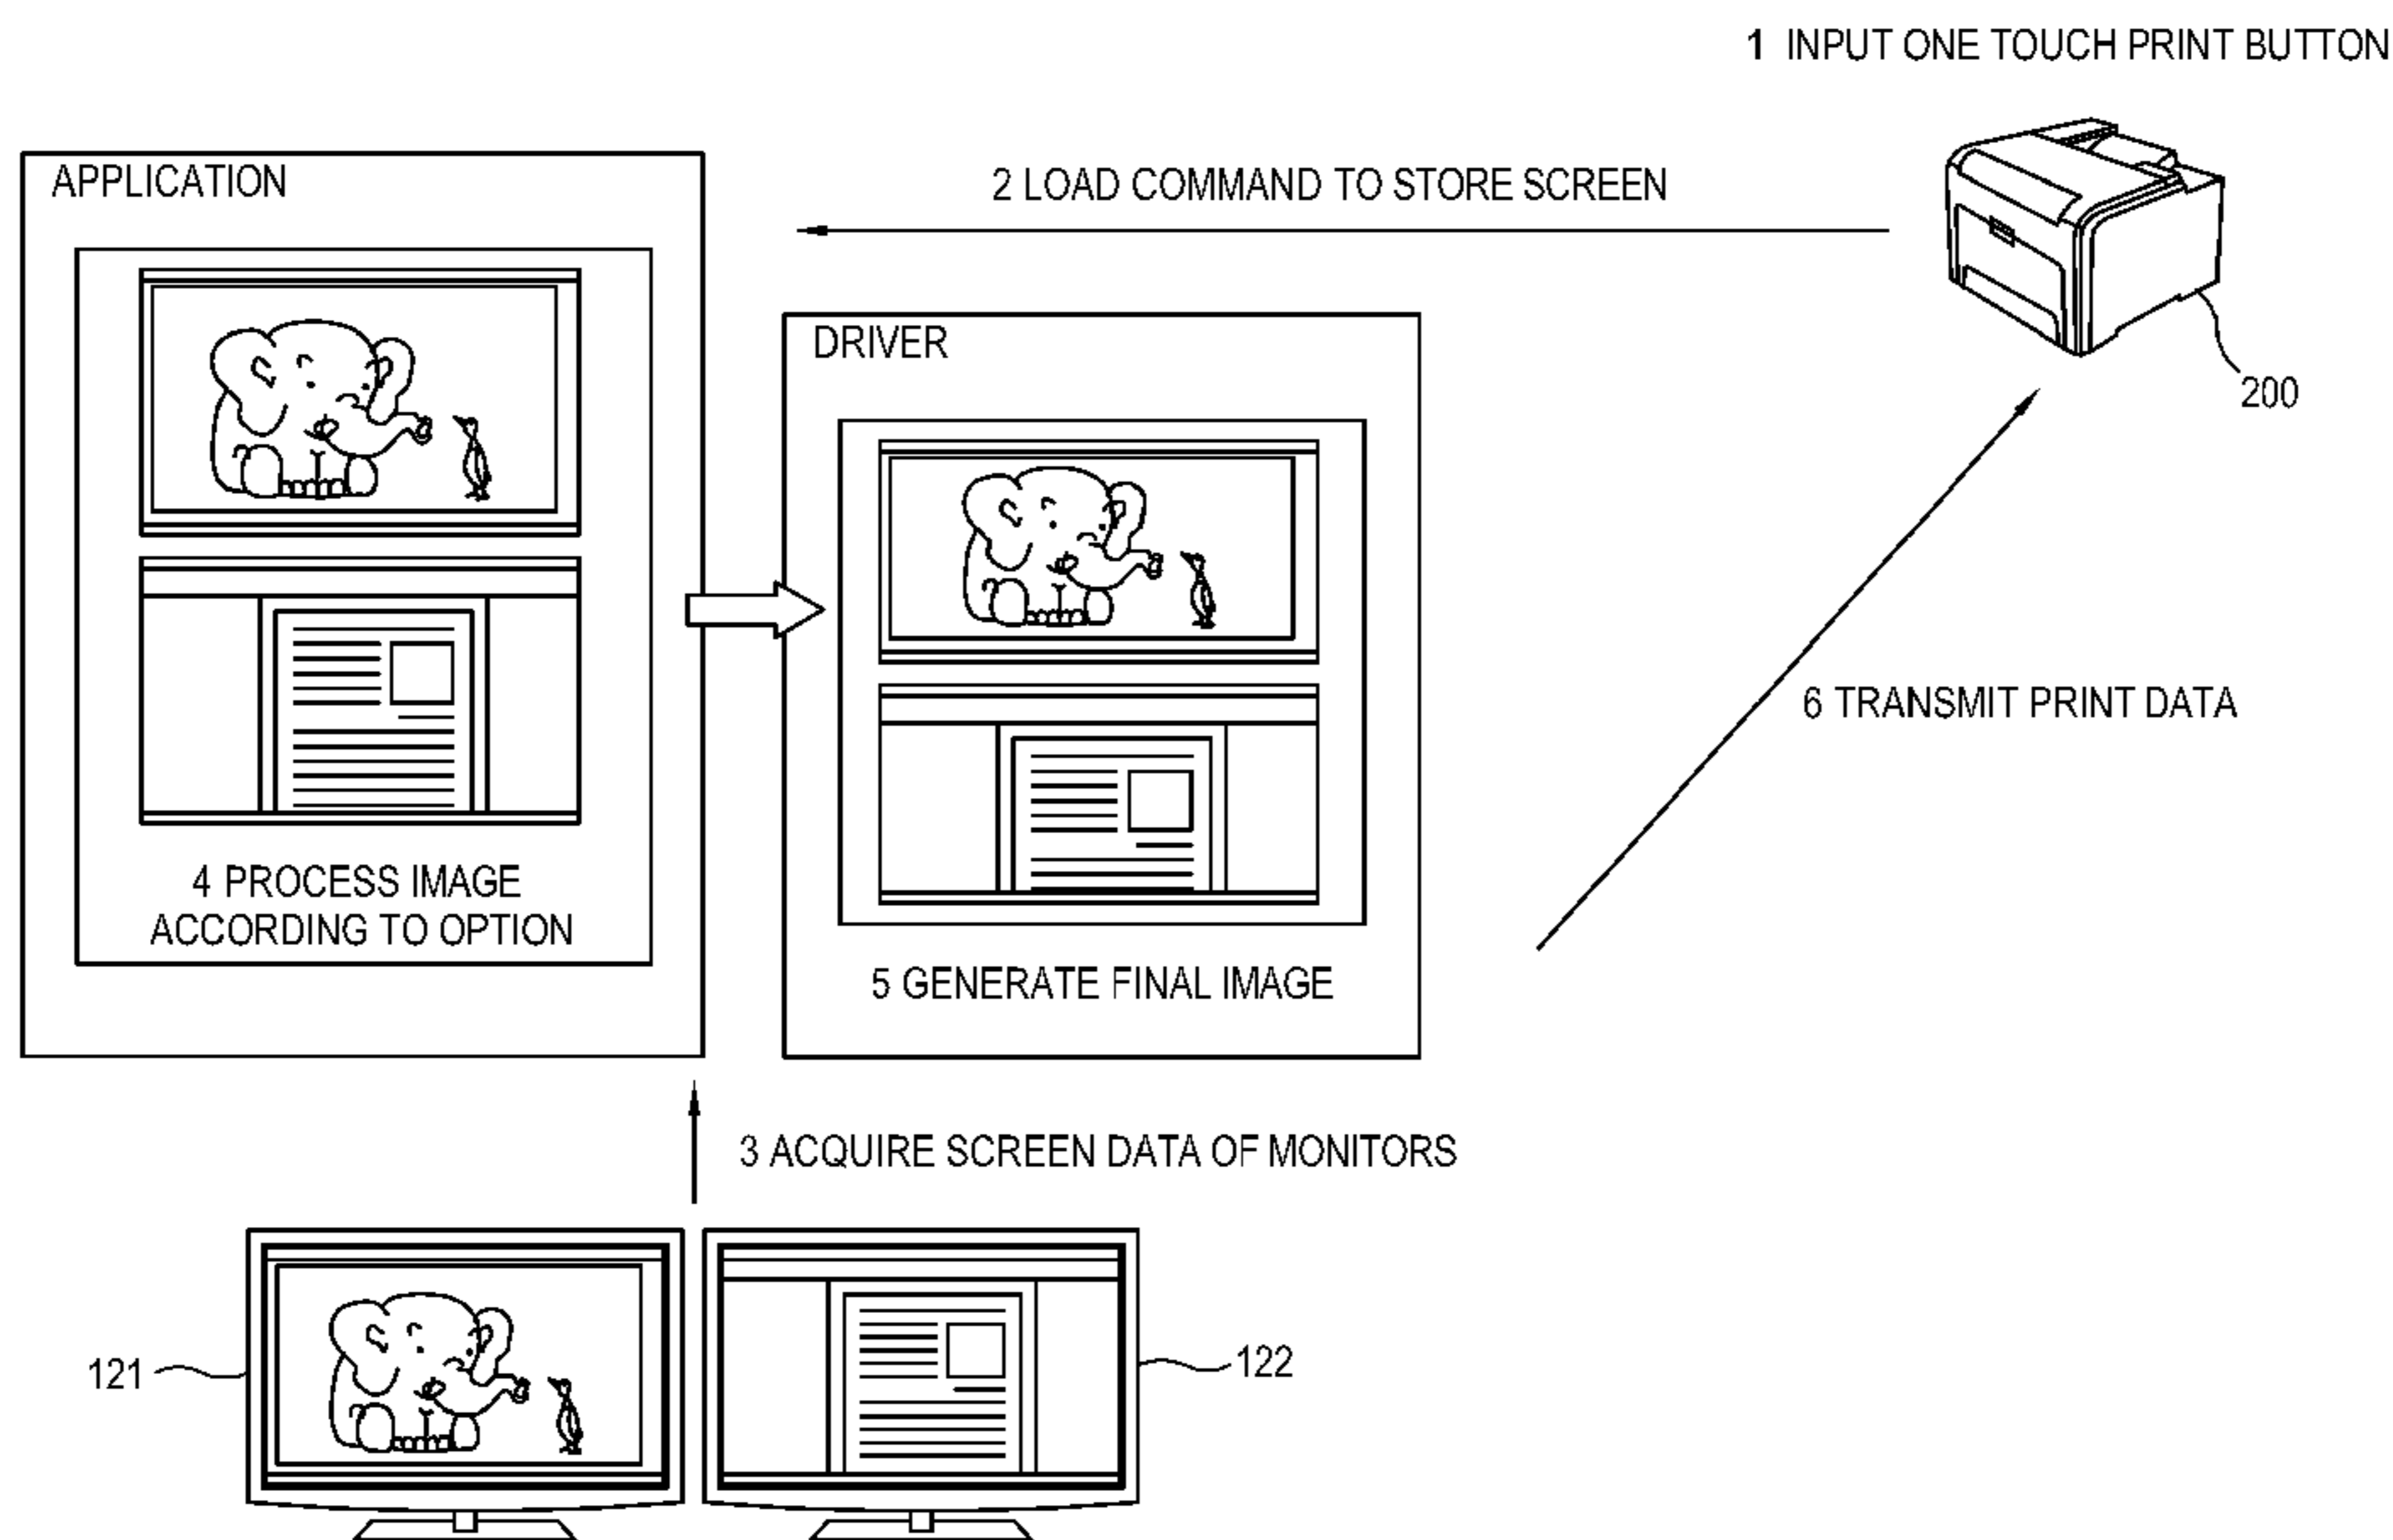 1 INPUT ONE TOUCH PRINT BUTTON
APPLICATION
2 LOAD COMMAND TO STORE SCREEN
DRIVER
200
6 TRANSMIT PRINT DATA
4 PROCESS IMAGE
ACCORDING TO OPTION
5 GENERATE FINAL IMAGE
3 ACQUIRE SCREEN DATA OF MONITORS
121
122